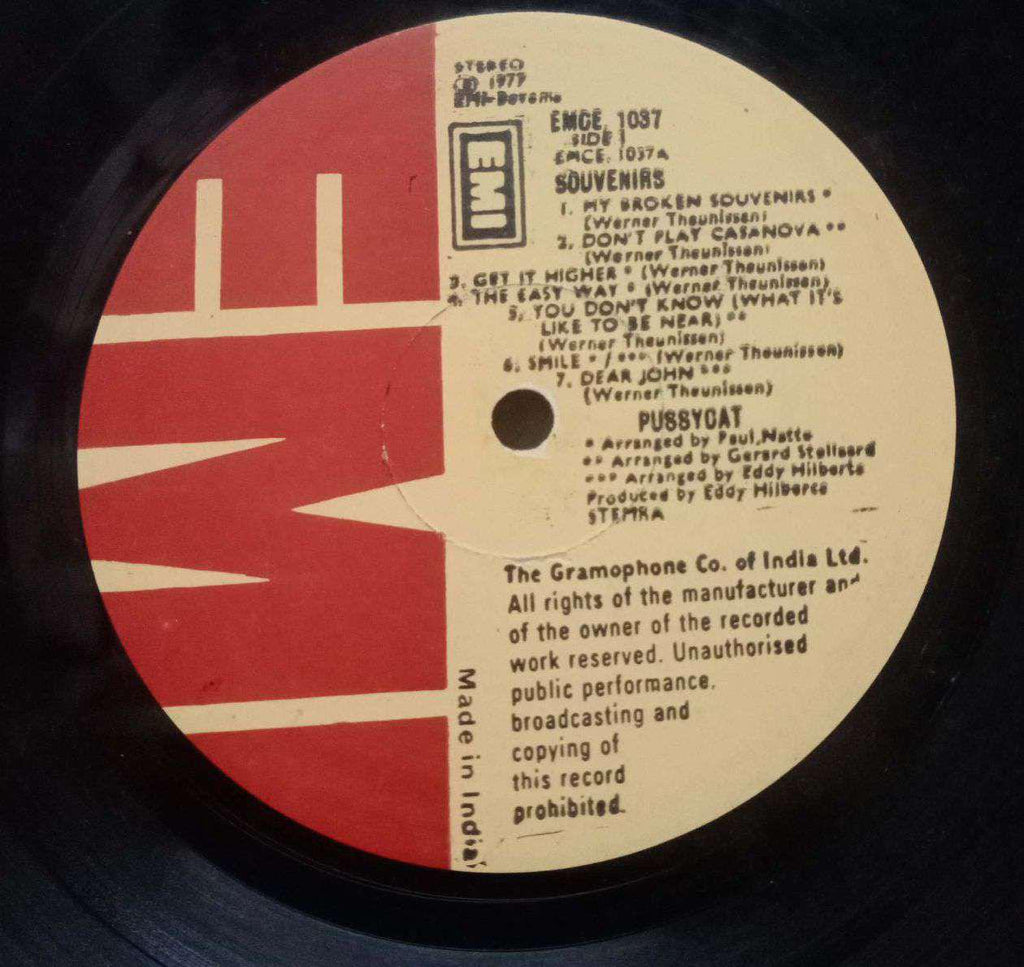 STEREO
Ⓟ 1977
EMI-Bovema
EMI
EMCE. 1037
SIDE 1
EMCE. 1037A
SOUVENIRS
1. MY BROKEN SOUVENIRS *
(Werner Theunissen)
2. DON'T PLAY CASANOVA **
(Werner Theunissen)
3. GET IT HIGHER * (Werner Theunissen)
4. THE EASY WAY * (Werner Theunissen)
5. YOU DON'T KNOW (WHAT IT'S
LIKE TO BE NEAR) **
(Werner Theunissen)
6. SMILE * / *** (Werner Theunissen)
7. DEAR JOHN ***
(Werner Theunissen)
PUSSYCAT
* Arranged by Paul Natte
** Arranged by Gerard Stellaard
*** Arranged by Eddy Hilberts
Produced by Eddy Hilberts
STEMRA
The Gramophone Co. of India Ltd.
All rights of the manufacturer and
of the owner of the recorded
work reserved. Unauthorised
public performance.
broadcasting and
copying of
this record
prohibited.
Made in India
EMI